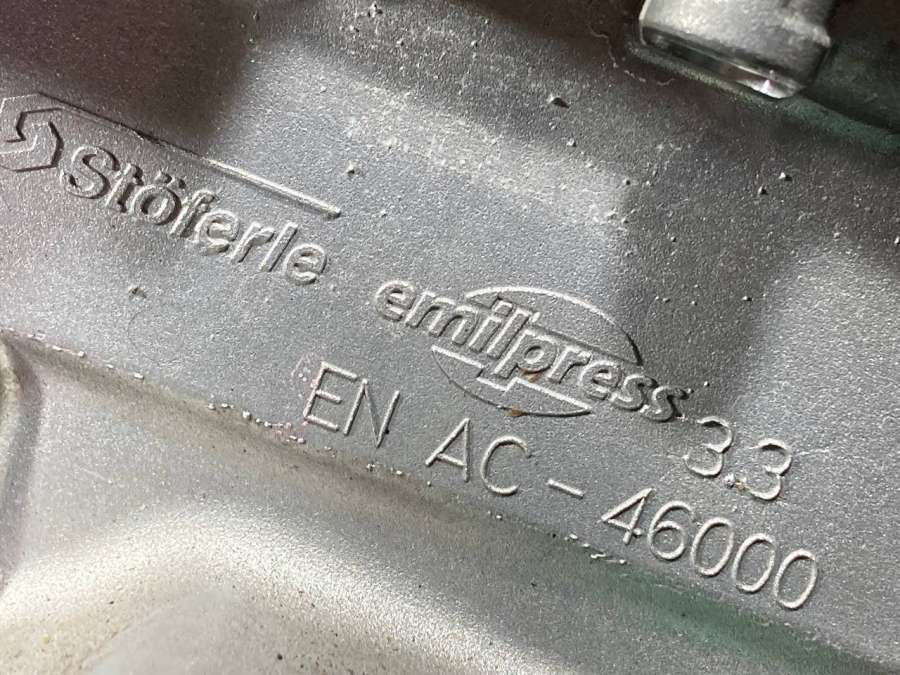 Stöferle
emilpress 3.3
EN AC-46000